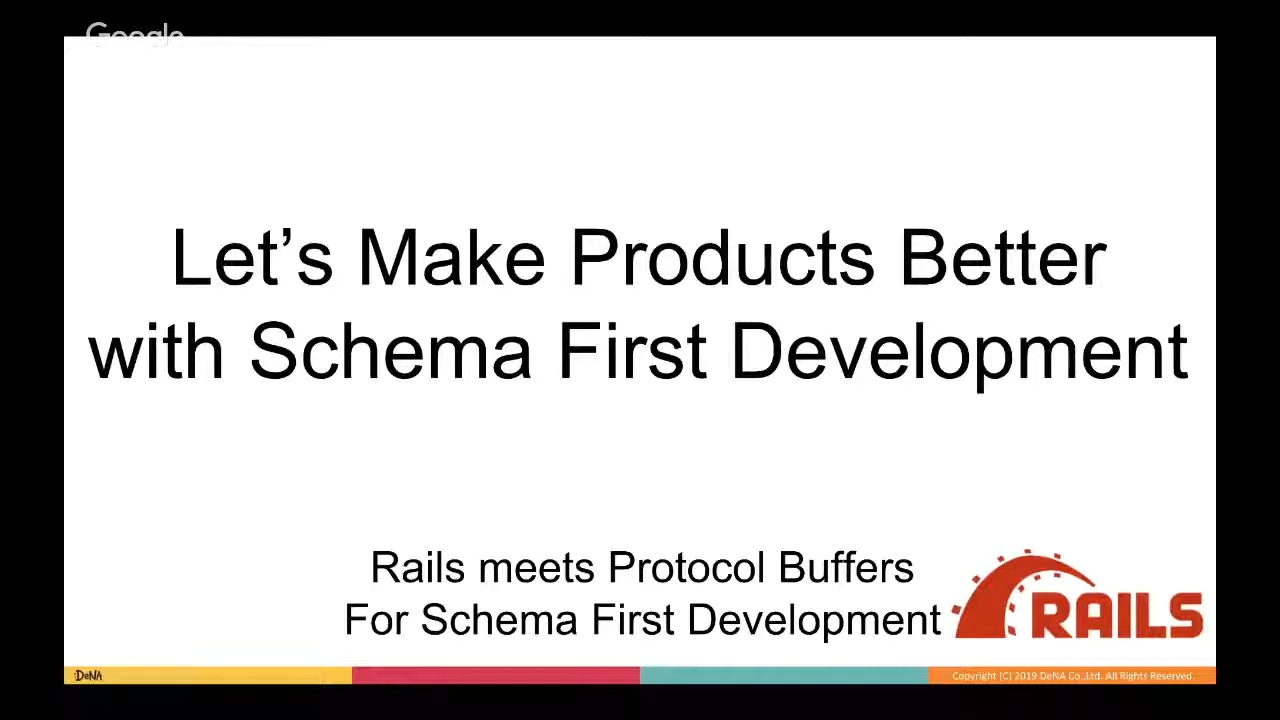 Google
Let’s Make Products Better
with Schema First Development
Rails meets Protocol Buffers
For Schema First Development
RAILS
:DeNA
Copyright (C) 2019 DeNA Co.,Ltd. All Rights Reserved.